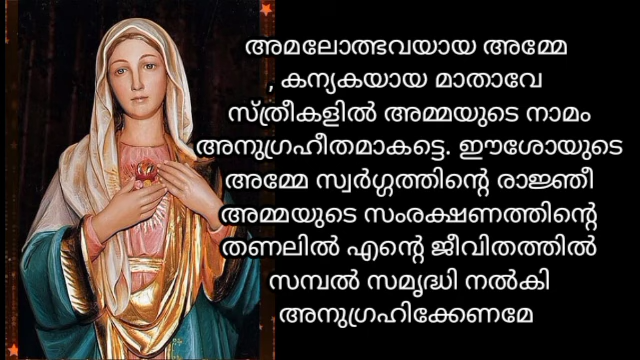 അമലോത്ഭവയായ അമ്മേ
, കന്യകയായ മാതാവേ
സ്ത്രീകളിൽ അമ്മയുടെ നാമം
അനുഗ്രഹീതമാകട്ടെ. ഈശോയുടെ
അമ്മേ സ്വർഗ്ഗത്തിന്റെ രാജ്ഞീ
അമ്മയുടെ സംരക്ഷണത്തിന്റെ
തണലിൽ എന്റെ ജീവിതത്തിൽ
സമ്പൽ സമൃദ്ധി നൽകി
അനുഗ്രഹിക്കേണമേ